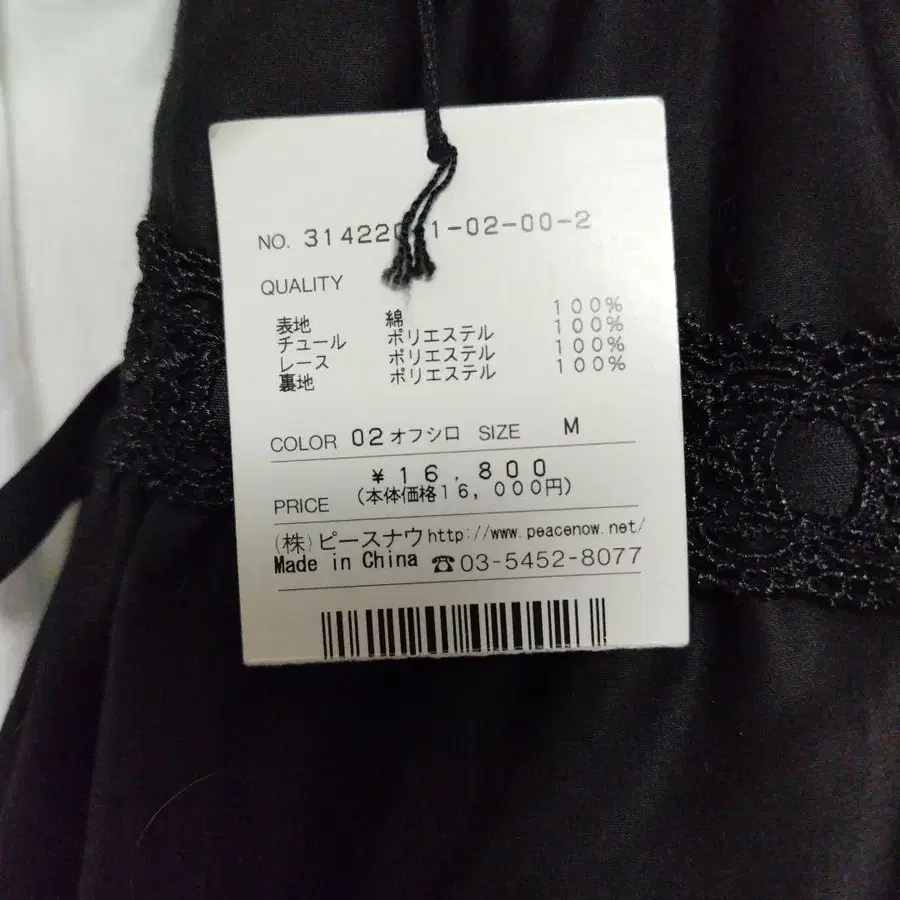 NO. 31422 1-02-00-2
QUALITY
表地 綿 100%
チュール ポリエステル 100%
レース ポリエステル 100%
裏地 ポリエステル 100%
COLOR 02オフシロ SIZE M
¥16,800
PRICE (本体価格16,000円)
(株)ピースナウ http://www.peacenow.net/
Made in China ☎03-5452-8077